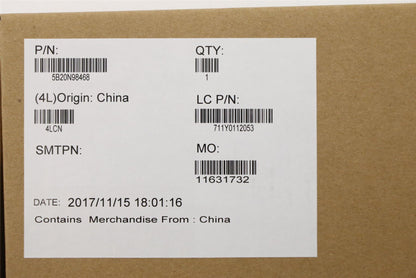 P/N: QTY:
5B20N98468 1
(4L)Origin: China LC P/N:
4LCN 711Y0112053
SMTPN: MO:
11631732
DATE: 2017/11/15 18:01:16
Contains Merchandise From : China